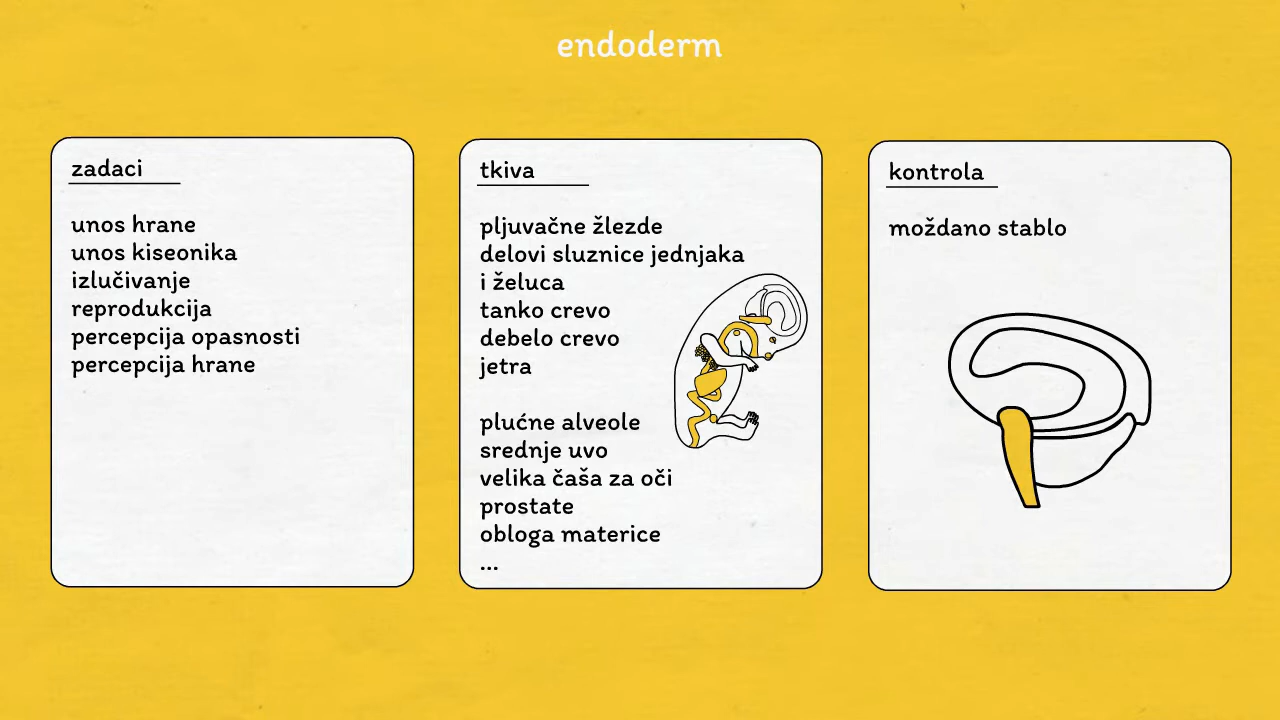 endoderm
zadaci
unos hrane
unos kiseonika
izlučivanje
reprodukcija
percepcija opasnosti
percepcija hrane
tkiva
pljuvačne žlezde
delovi sluznice jednjaka
i želuca
tanko crevo
debelo crevo
jetra
plućne alveole
srednje uvo
velika čaša za oči
prostate
obloga materice
...
kontrola
moždano stablo